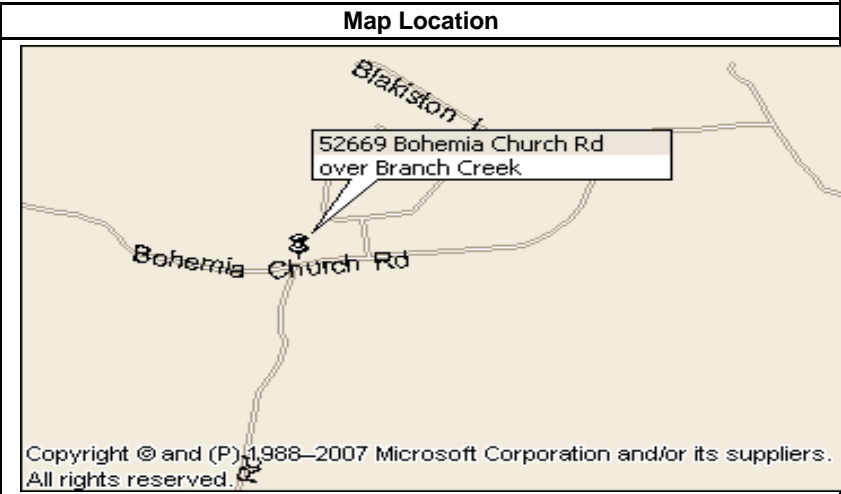 Map Location
Blakiston
52669 Bohemia Church Rd
over Branch Creek
Bohemia Church Rd
Copyright © and (P) 1988–2007 Microsoft Corporation and/or its suppliers.
All rights reserved.
Rd